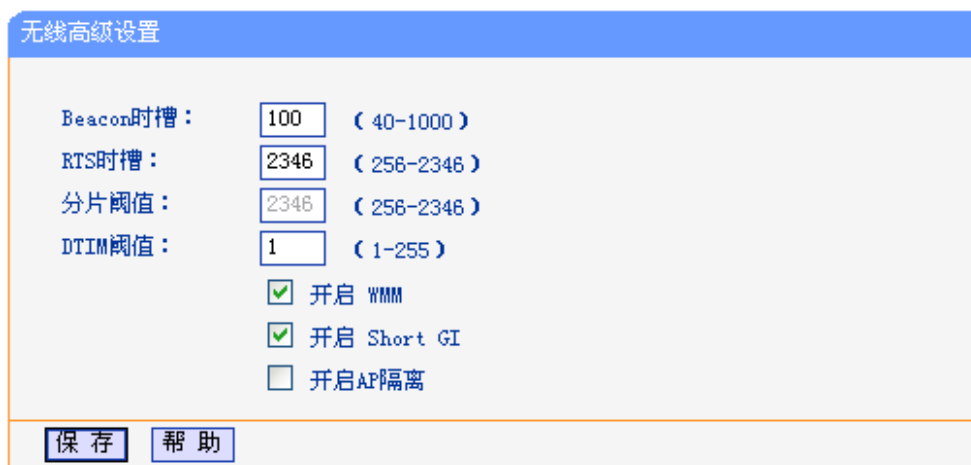 无线高级设置
Beacon时槽： 100 (40-1000)
RTS时槽： 2346 (256-2346)
分片阈值： 2346 (256-2346)
DTIM阈值： 1 (1-255)
开启 WMM
开启 Short GI
开启AP隔离
保 存 帮 助